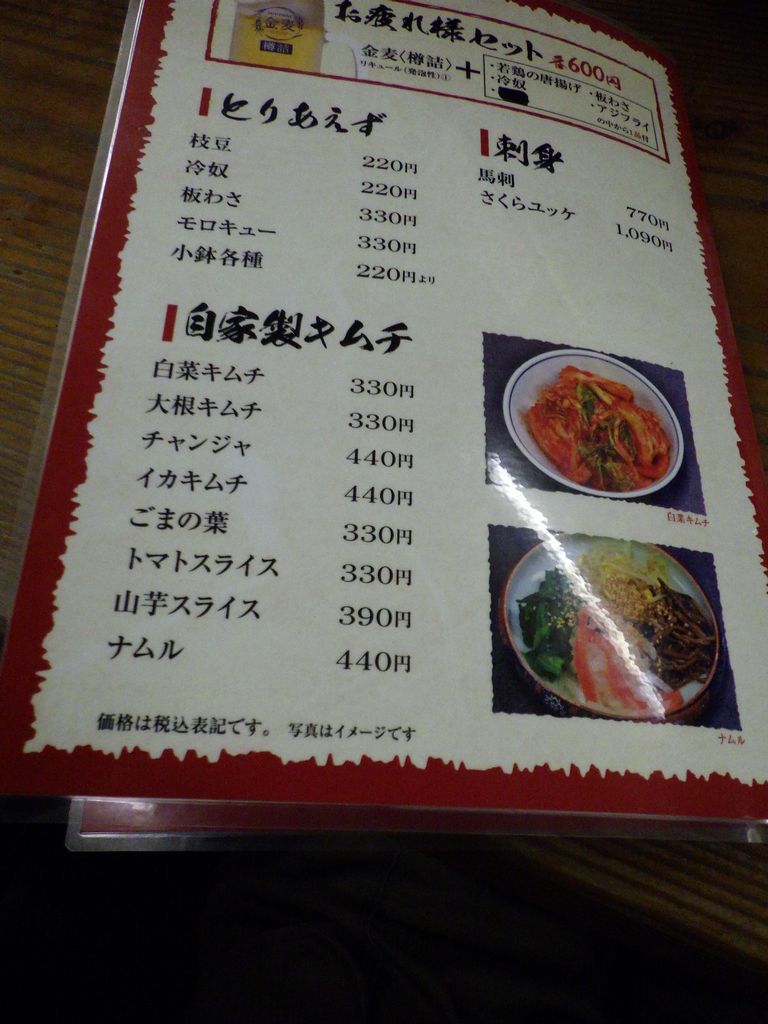 お疲れ様セット 各600円
金麦
樽詰
金麦〈樽詰〉
リキュール(発泡性)①
+
・若鶏の唐揚げ ・板わさ
・冷奴 ・アジフライ
の中から1品付
とりあえず
枝豆 220円
冷奴 220円
板わさ 330円
モロキュー 330円
小鉢各種 220円より
刺身
馬刺 770円
さくらユッケ 1,090円
自家製キムチ
白菜キムチ 330円
大根キムチ 330円
チャンジャ 440円
イカキムチ 440円
ごまの葉 330円
トマトスライス 330円
山芋スライス 390円
ナムル 440円
白菜キムチ
ナムル
価格は税込表記です。 写真はイメージです